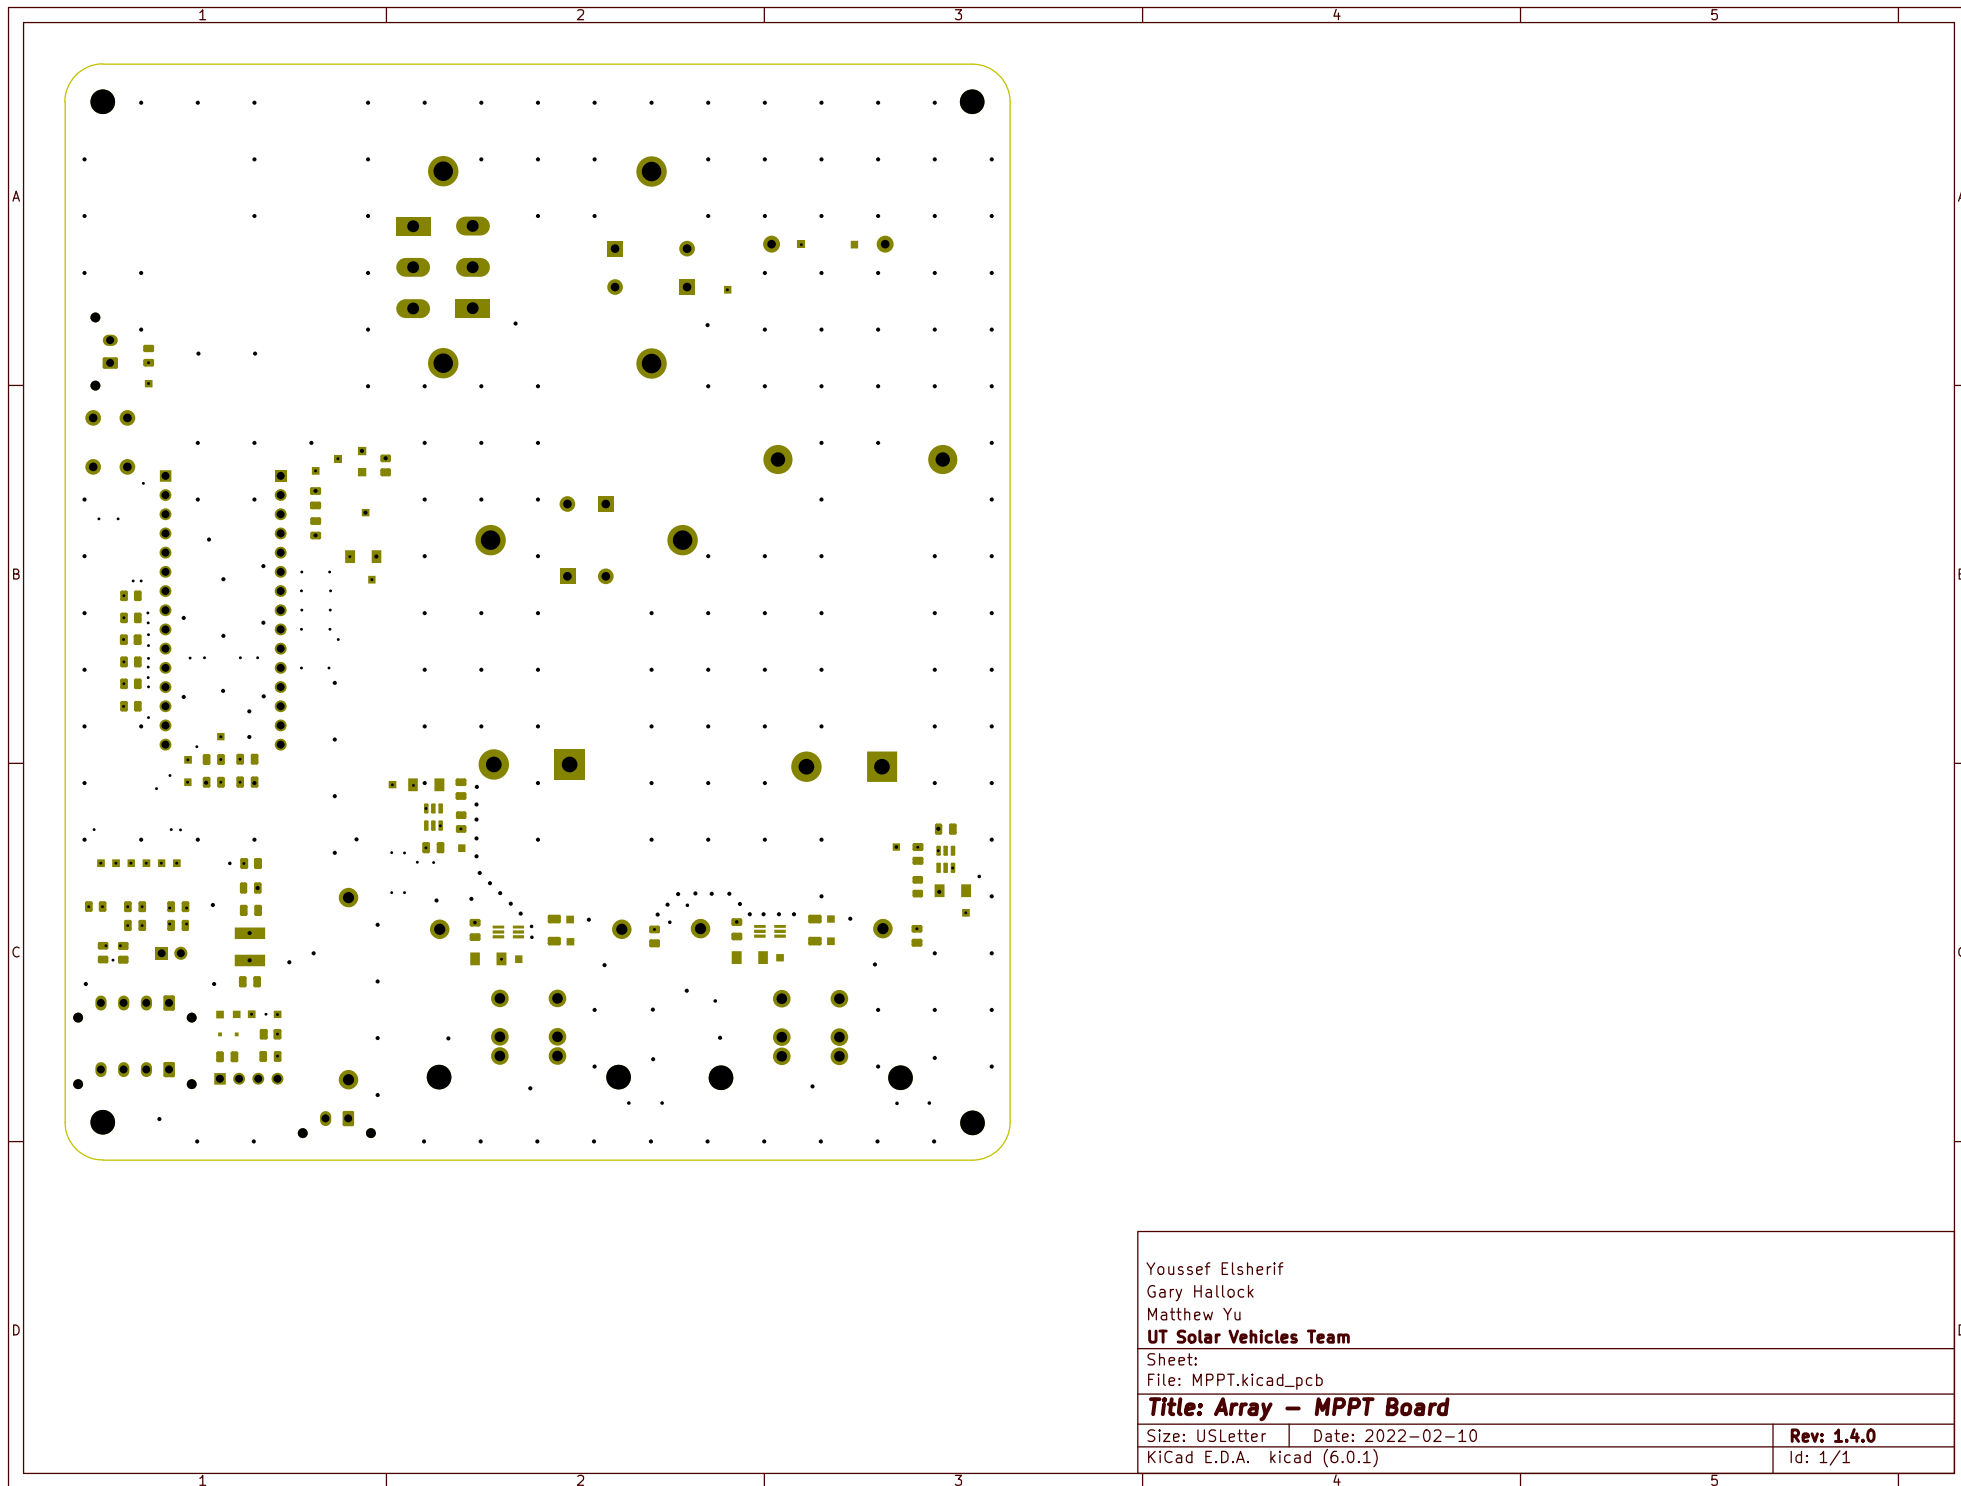 1 2 3 4 5
A A
B B
C C
D D
Youssef Elsherif
Gary Hallock
Matthew Yu
UT Solar Vehicles Team
Sheet:
File: MPPT.kicad_pcb
Title: Array – MPPT Board
Size: USLetter Date: 2022–02–10 Rev: 1.4.0
KiCad E.D.A. kicad (6.0.1) Id: 1/1
1 2 3 4 5